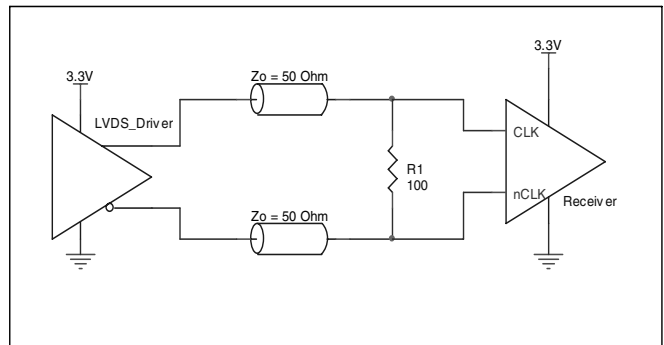 3.3V
3.3V
Zo = 50 Ohm
LVDS_Driver
CLK
R1
100
nCLK
Receiver
Zo = 50 Ohm